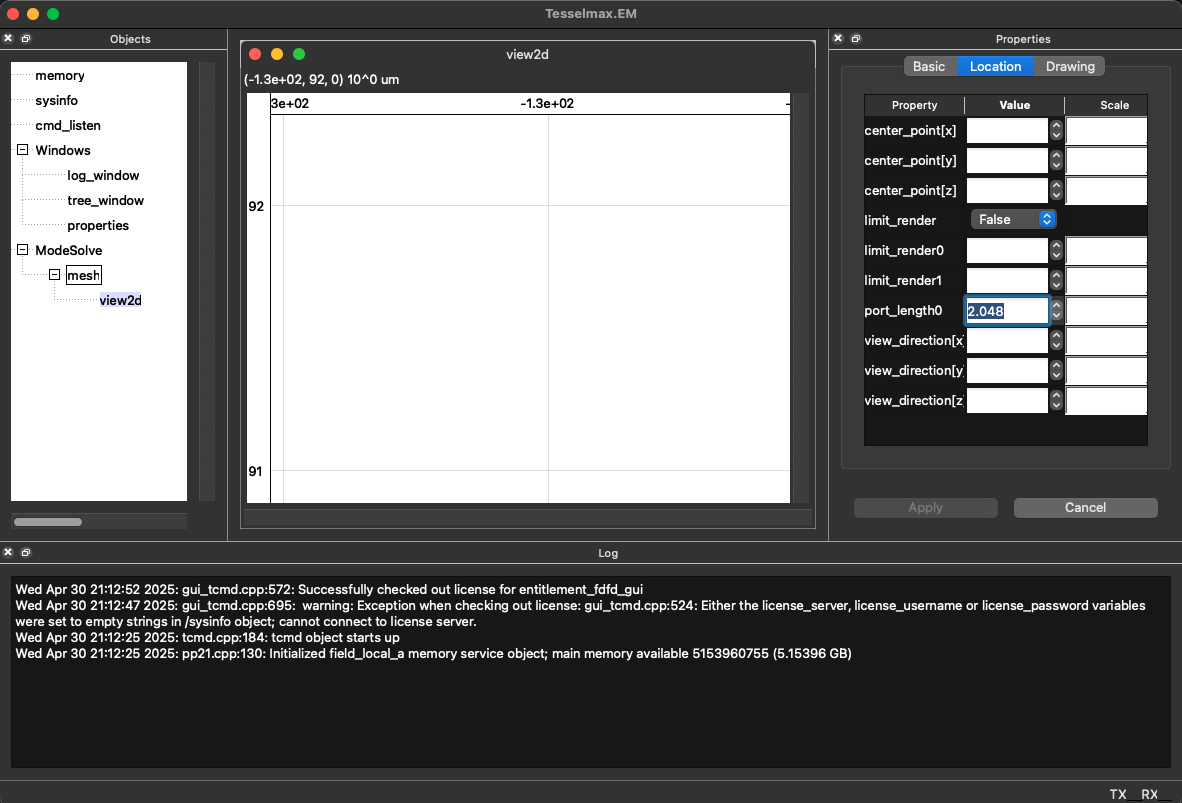 Tesselmax.EM
Objects
memory
sysinfo
cmd_listen
Windows
log_window
tree_window
properties
ModeSolve
mesh
view2d
view2d
(-1.3e+02, 92, 0) 10^0 um
3e+02 -1.3e+02 -
92
91
Properties
Basic Location Drawing
Property Value Scale
center_point[x]
center_point[y]
center_point[z]
limit_render False
limit_render0
limit_render1
port_length0 2.048
view_direction[x]
view_direction[y]
view_direction[z]
Apply Cancel
Log
Wed Apr 30 21:12:52 2025: gui_tcmd.cpp:572: Successfully checked out license for entitlement_fdfd_gui
Wed Apr 30 21:12:47 2025: gui_tcmd.cpp:695:  warning: Exception when checking out license: gui_tcmd.cpp:524: Either the license_server, license_username or license_password variables
were set to empty strings in /sysinfo object; cannot connect to license server.
Wed Apr 30 21:12:25 2025: tcmd.cpp:184: tcmd object starts up
Wed Apr 30 21:12:25 2025: pp21.cpp:130: Initialized field_local_a memory service object; main memory available 5153960755 (5.15396 GB)
TX__RX__